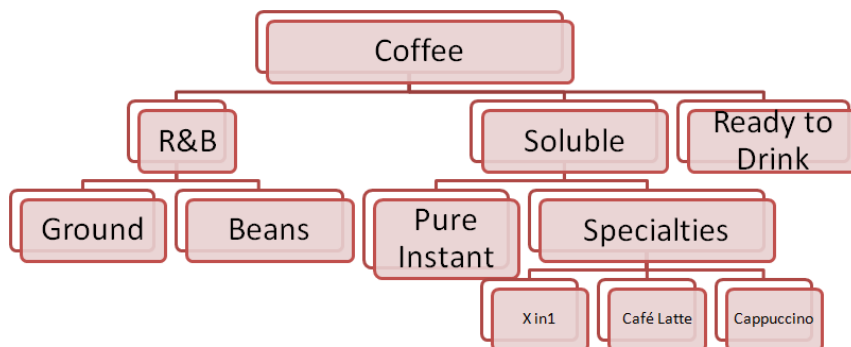 Coffee
R&B
Soluble
Ready to
Drink
Ground
Beans
Pure
Instant
Specialties
X in1
Café Latte
Cappuccino